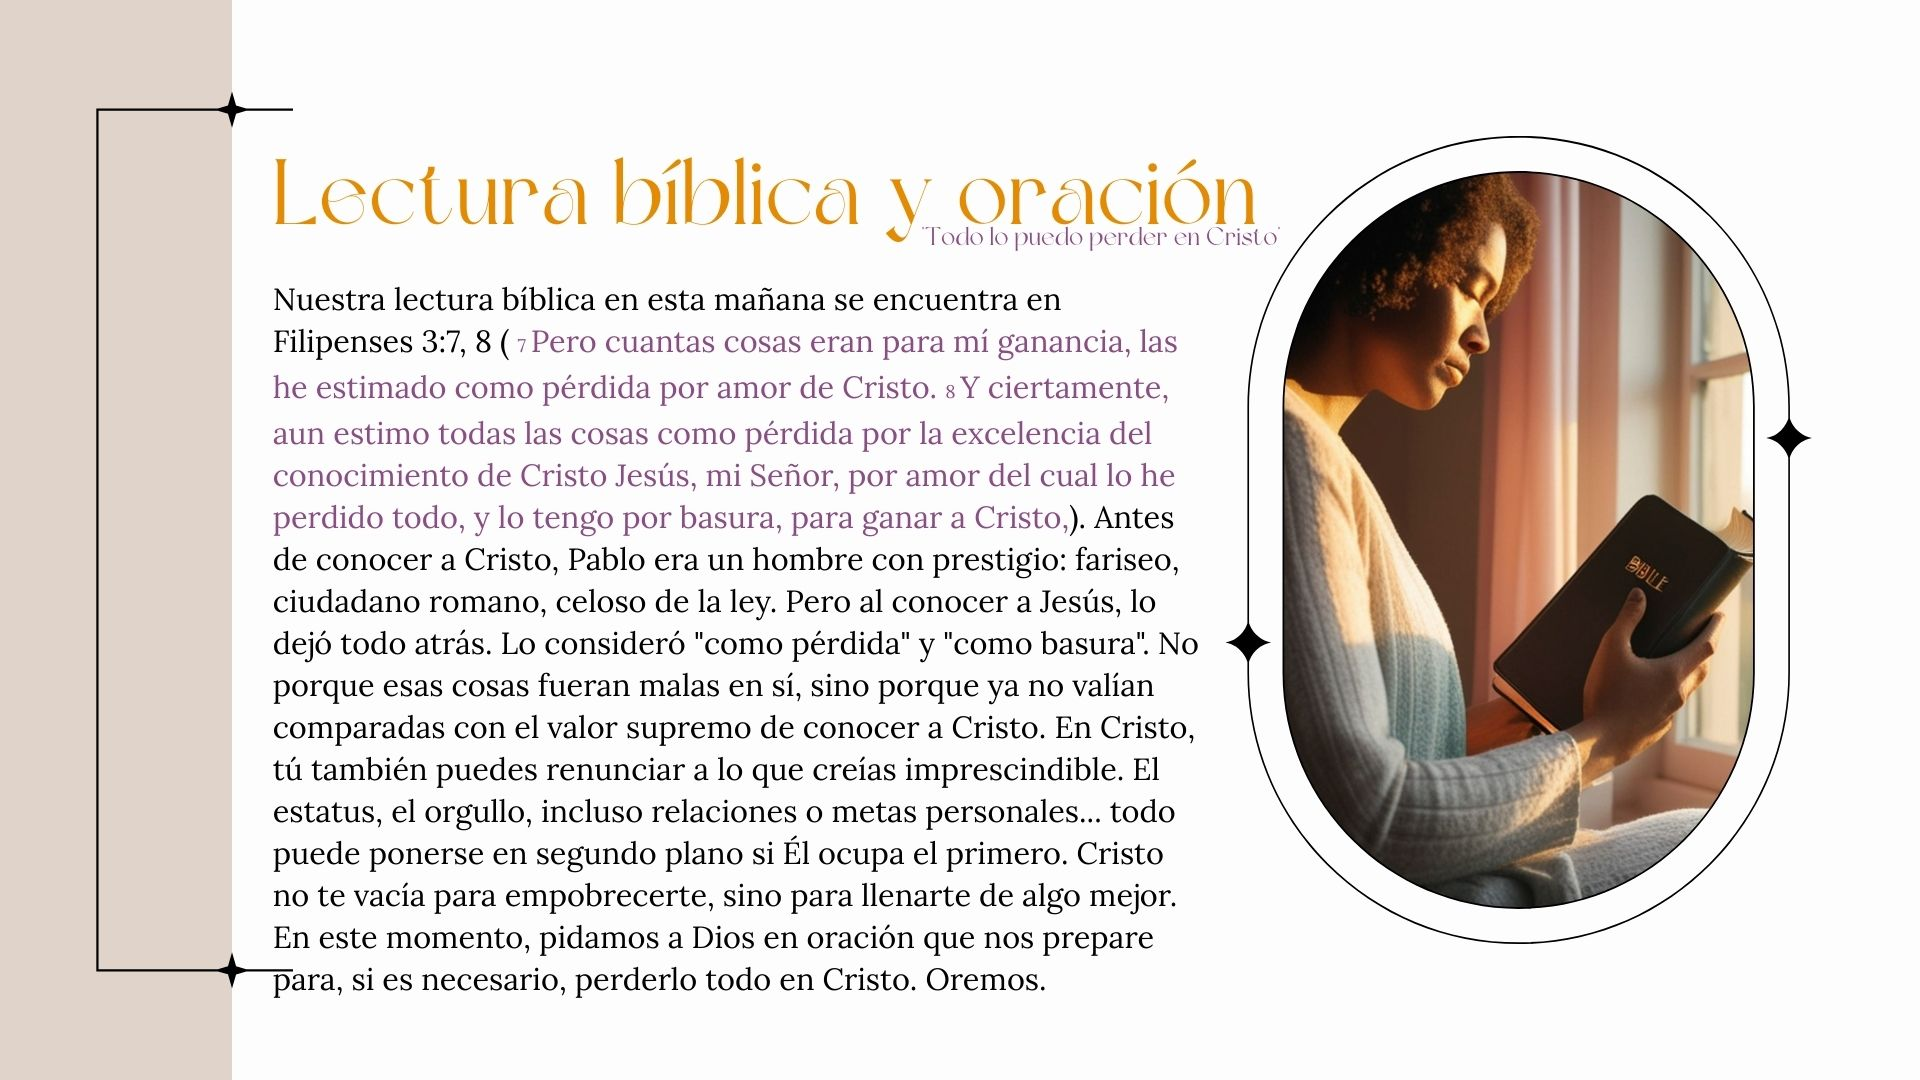 Lectura bíblica y oración
"Todo lo puedo perder en Cristo"
Nuestra lectura bíblica en esta mañana se encuentra en
Filipenses 3:7, 8 ( 7 Pero cuantas cosas eran para mí ganancia, las
he estimado como pérdida por amor de Cristo. 8 Y ciertamente,
aun estimo todas las cosas como pérdida por la excelencia del
conocimiento de Cristo Jesús, mi Señor, por amor del cual lo he
perdido todo, y lo tengo por basura, para ganar a Cristo,). Antes
de conocer a Cristo, Pablo era un hombre con prestigio: fariseo,
ciudadano romano, celoso de la ley. Pero al conocer a Jesús, lo
dejó todo atrás. Lo consideró "como pérdida" y "como basura". No
porque esas cosas fueran malas en sí, sino porque ya no valían
comparadas con el valor supremo de conocer a Cristo. En Cristo,
tú también puedes renunciar a lo que creías imprescindible. El
estatus, el orgullo, incluso relaciones o metas personales... todo
puede ponerse en segundo plano si Él ocupa el primero. Cristo
no te vacía para empobrecerte, sino para llenarte de algo mejor.
En este momento, pidamos a Dios en oración que nos prepare
para, si es necesario, perderlo todo en Cristo. Oremos.
BIBLE